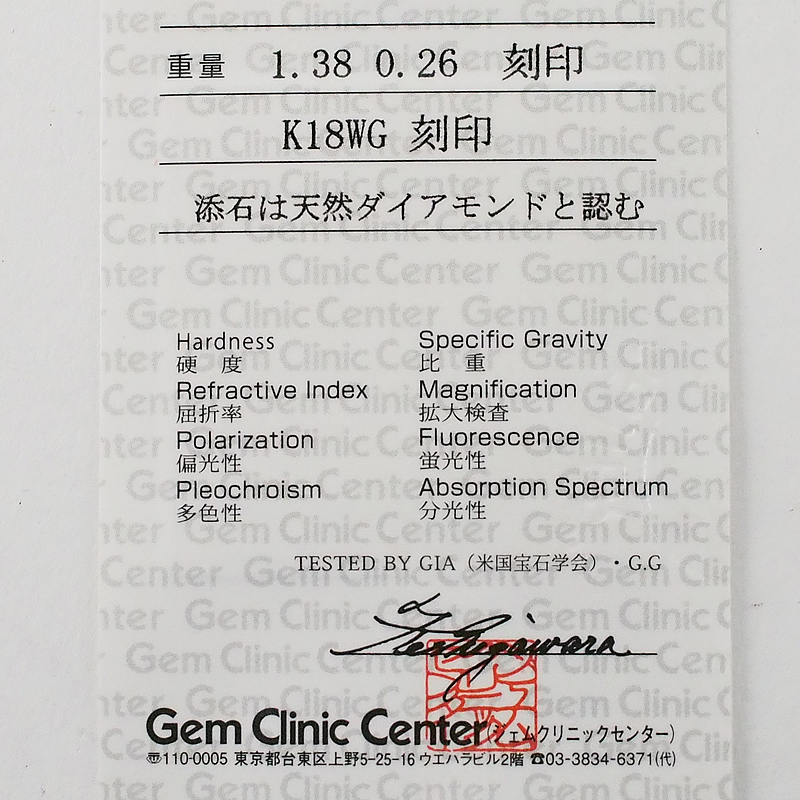 重量 1.38 0.26 刻印
K18WG 刻印
添石は天然ダイアモンドと認む
Hardness
硬 度
Specific Gravity
比 重
Refractive Index
屈折率
Magnification
拡大検査
Polarization
偏光性
Fluorescence
蛍光性
Pleochroism
多色性
Absorption Spectrum
分光性
TESTED BY GIA（米国宝石学会）・G.G
Gem Clinic Center(ジェムクリニックセンター)
〒110-0005 東京都台東区上野5-25-16 ウエハラビル2階 ☎03-3834-6371(代)